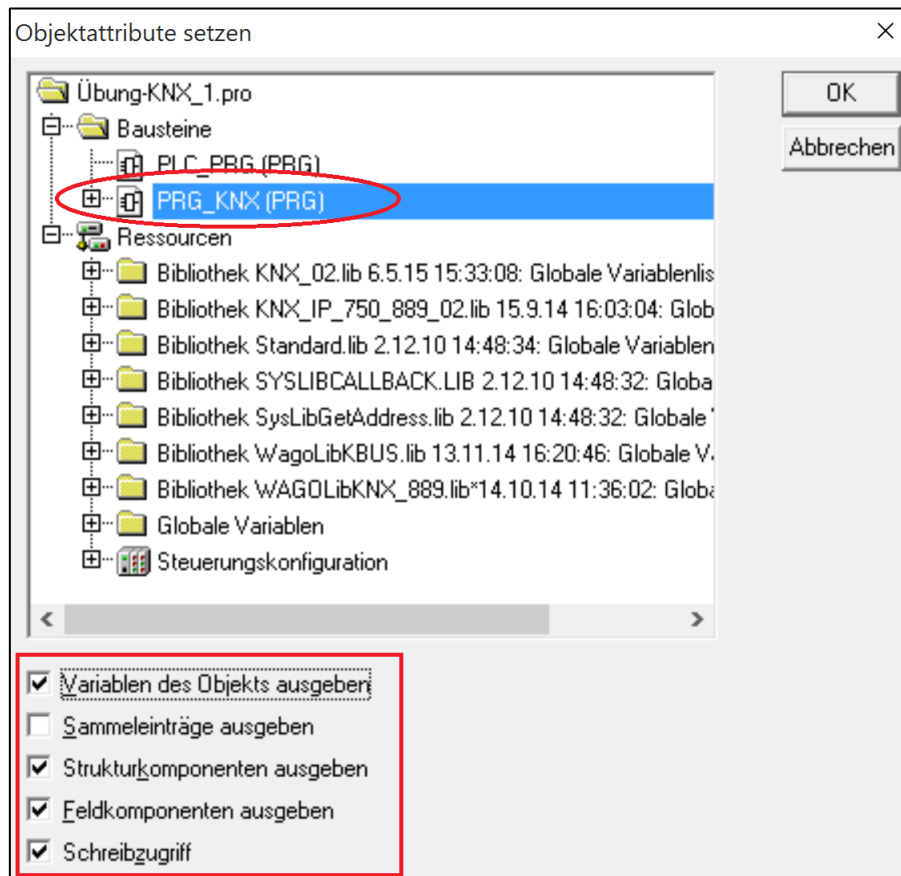 Objektattribute setzen
OK
Abbrechen
Übung-KNX_1.pro
Bausteine
PLC_PRG (PRG)
PRG_KNX (PRG)
Ressourcen
Bibliothek KNX_02.lib 6.5.15 15:33:08: Globale Variablenlis
Bibliothek KNX_IP_750_889_02.lib 15.9.14 16:03:04: Glob
Bibliothek Standard.lib 2.12.10 14:48:34: Globale Variablen
Bibliothek SYSLIBCALLBACK.LIB 2.12.10 14:48:32: Globa
Bibliothek SysLibGetAddress.lib 2.12.10 14:48:32: Globale
Bibliothek WagoLibKBUS.lib 13.11.14 16:20:46: Globale V
Bibliothek WAGOLibKNX_889.lib*14.10.14 11:36:02: Globa
Globale Variablen
Steuerungskonfiguration
Variablen des Objekts ausgeben
Sammeleinträge ausgeben
Strukturkomponenten ausgeben
Feldkomponenten ausgeben
Schreibzugriff